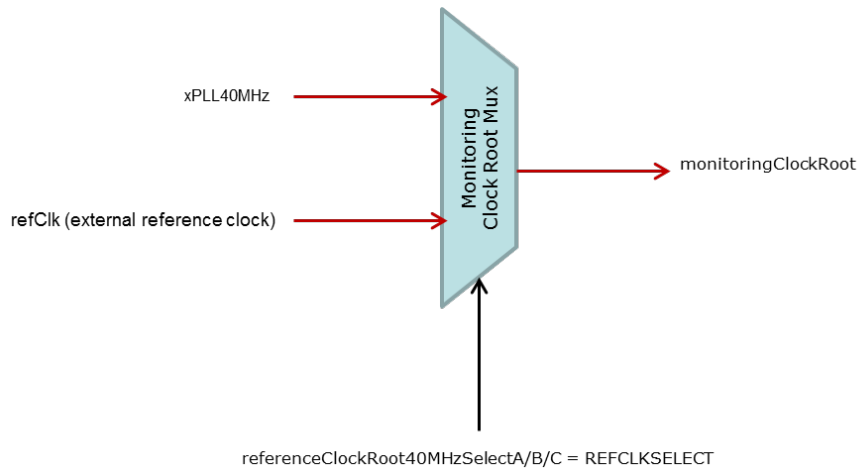 xPLL40MHz
Monitoring
Clock Root Mux
monitoringClockRoot
refClk (external reference clock)
referenceClockRoot40MHzSelectA/B/C = REFCLKSELECT